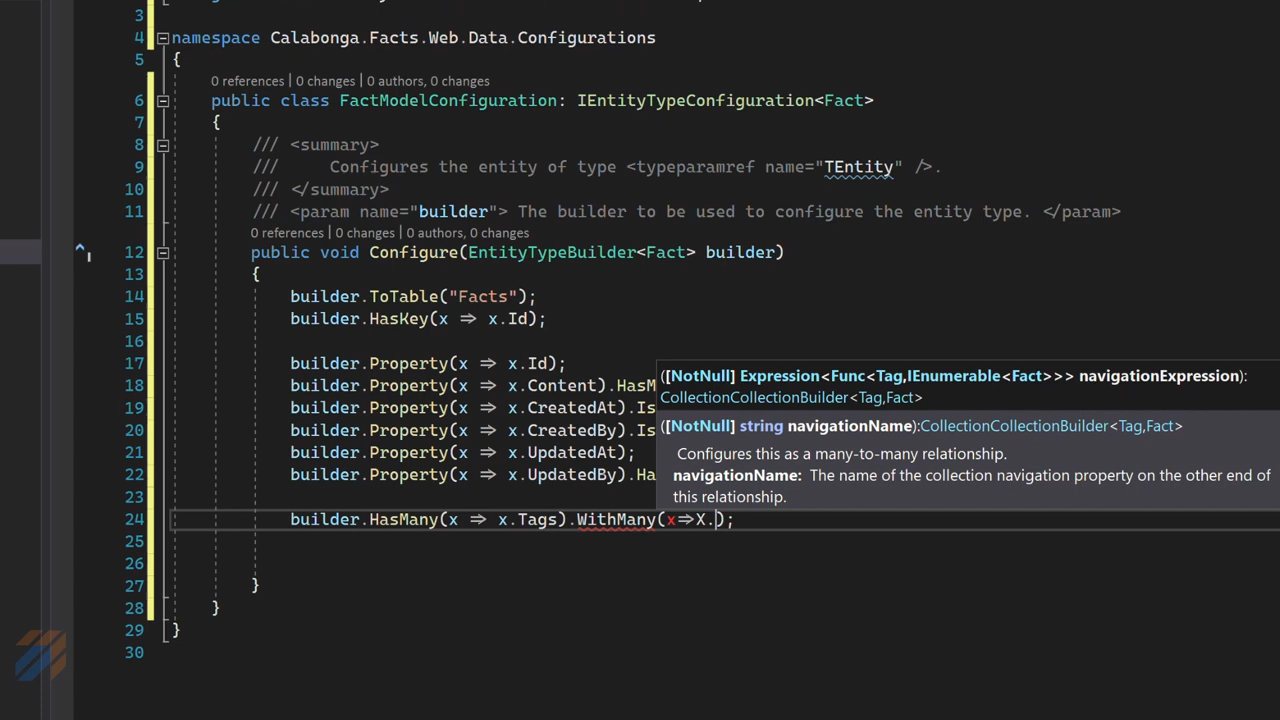 3
4 namespace Calabonga.Facts.Web.Data.Configurations
5 {
0 references | 0 changes | 0 authors, 0 changes
6 public class FactModelConfiguration: IEntityTypeConfiguration<Fact>
7 {
8 /// <summary>
9 /// Configures the entity of type <typeparamref name="TEntity" />.
10 /// </summary>
11 /// <param name="builder"> The builder to be used to configure the entity type. </param>
0 references | 0 changes | 0 authors, 0 changes
12 public void Configure(EntityTypeBuilder<Fact> builder)
13 {
14 builder.ToTable("Facts");
15 builder.HasKey(x => x.Id);
16
17 builder.Property(x => x.Id);
([NotNull] Expression<Func<Tag,IEnumerable<Fact>>> navigationExpression):
18 builder.Property(x => x.Content).HasM
CollectionCollectionBuilder<Tag,Fact>
19 builder.Property(x => x.CreatedAt).Is
([NotNull] string navigationName):CollectionCollectionBuilder<Tag,Fact>
20 builder.Property(x => x.CreatedBy).Is
Configures this as a many-to-many relationship.
21 builder.Property(x => x.UpdatedAt);
navigationName: The name of the collection navigation property on the other end of
22 builder.Property(x => x.UpdatedBy).Ha
this relationship.
23
24 builder.HasMany(x => x.Tags).WithMany(x=>X.);
25
26
27 }
28 }
29 }
30